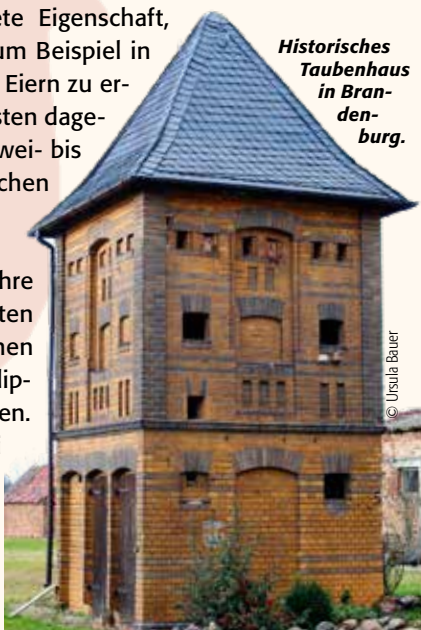 ete Eigenschaft,
um Beispiel in
Eiern zu er-
sten dage-
wei- bis
chen
hre
ten
nen
lip-
en.
Historisches
Taubenhaus
in Bran-
den-
burg.
© Ursula Bauer